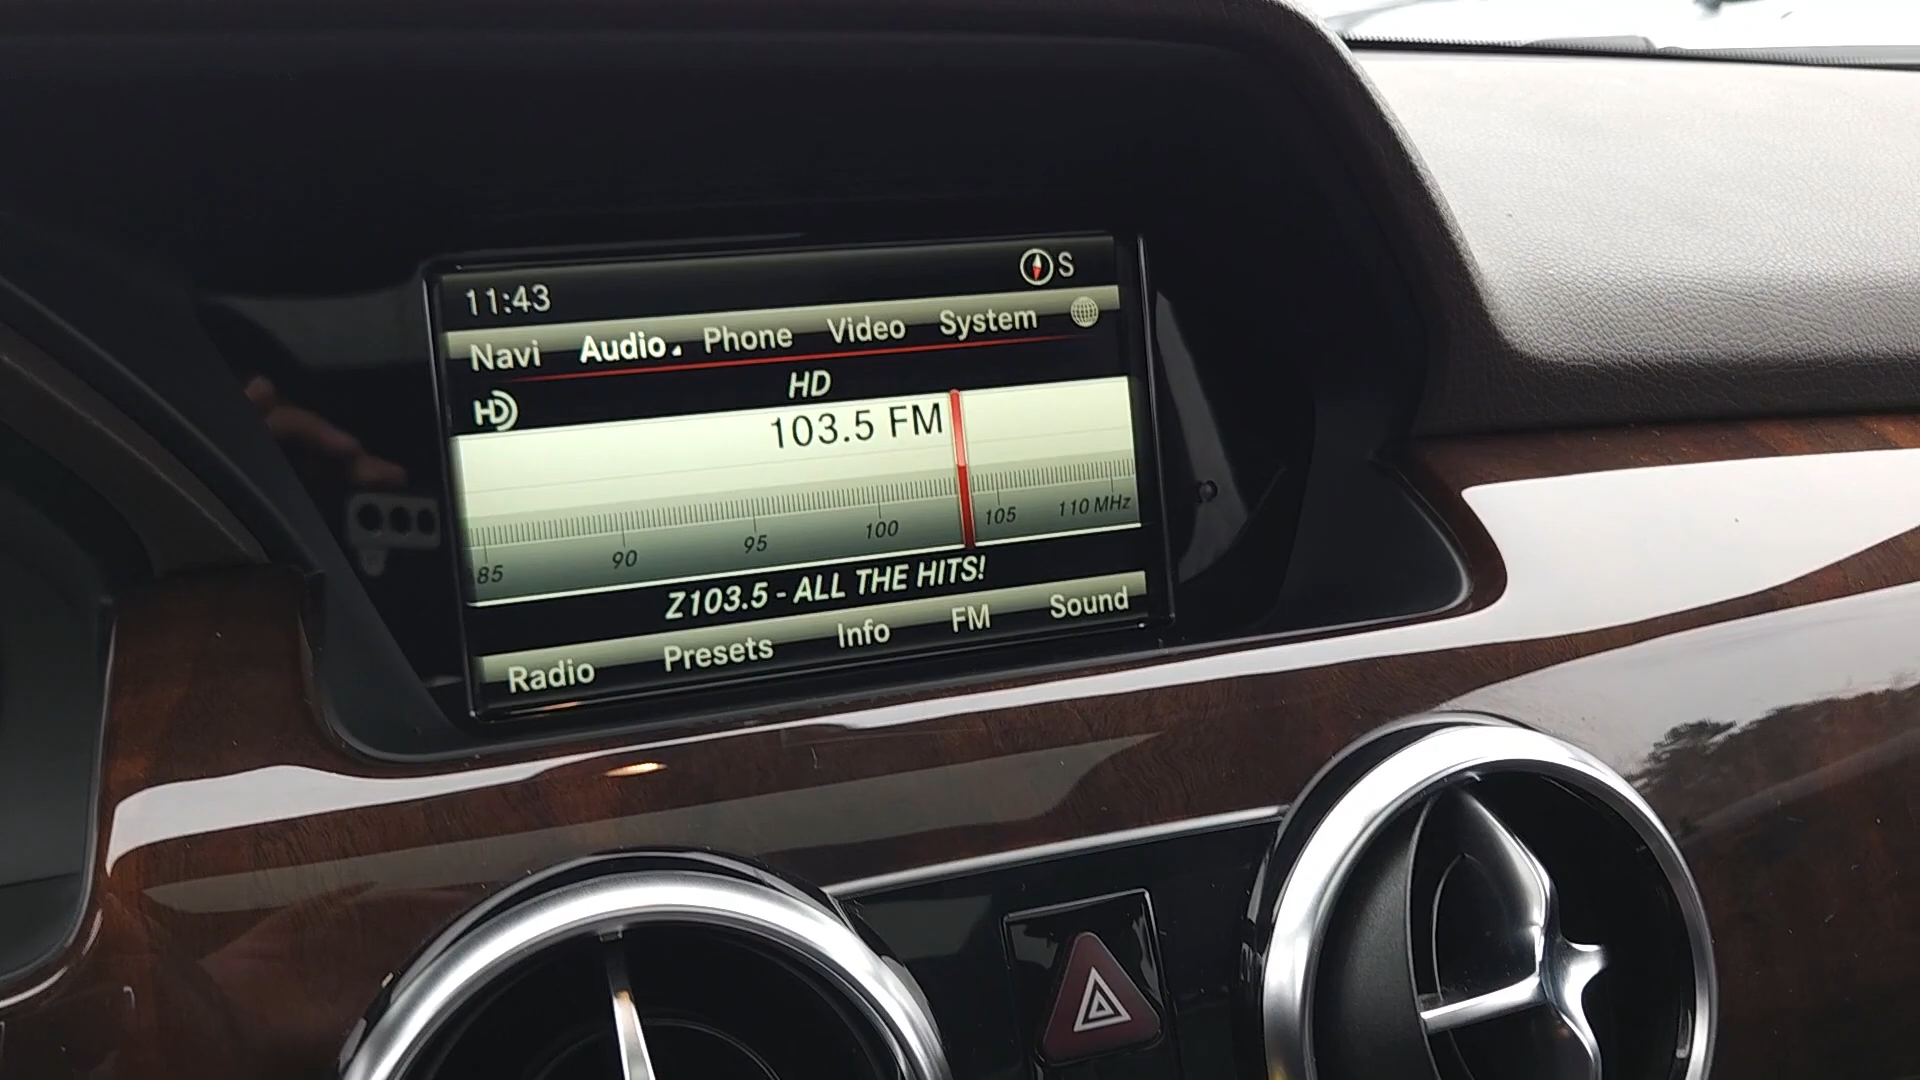 11:43 S
Navi Audio Phone Video System
HD HD
103.5 FM
85 90 95 100 105 110 MHz
Z103.5 - ALL THE HITS!
Radio Presets Info FM Sound